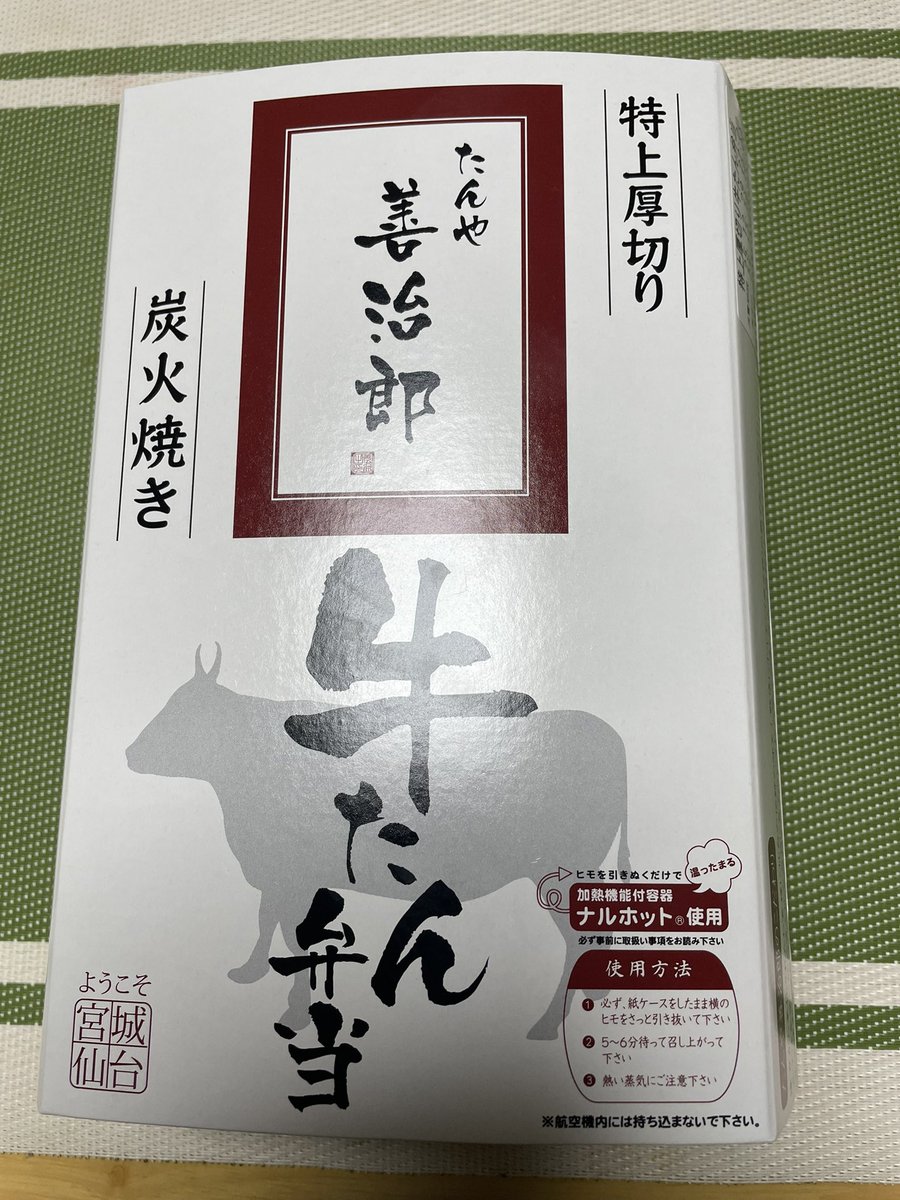 特上厚切り
たんや
善治郎
炭火焼き
牛たん
弁当
ヒモを引きぬくだけで
温ったまる
加熱機能付容器
ナルホット®使用
必ず事前に取扱い事項をお読み下さい
使用方法
1 必ず、紙ケースをしたまま横の
ヒモをさっと引き抜いて下さい
2 5〜6分待って召し上がって
下さい
3 熱い蒸気にご注意下さい
※航空機内には持ち込まないで下さい。
ようこそ
宮城
仙台